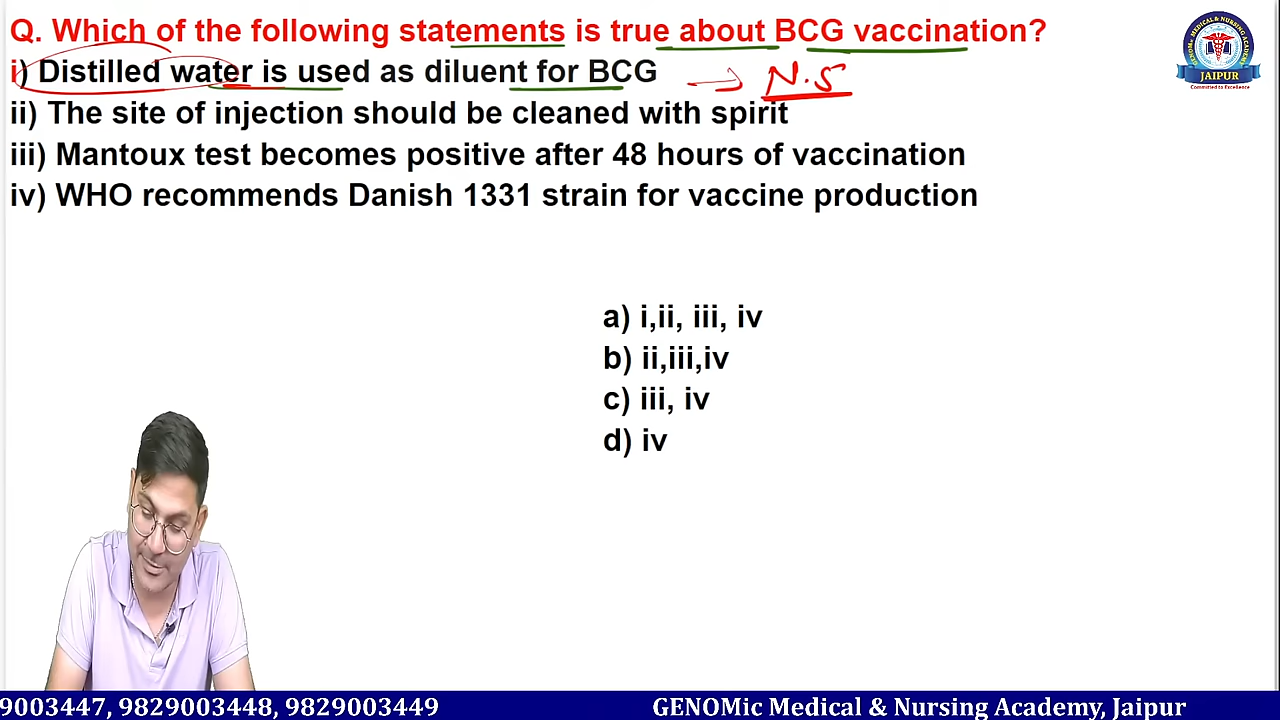 Q. Which of the following statements is true about BCG vaccination?
i) Distilled water is used as diluent for BCG → N.S
ii) The site of injection should be cleaned with spirit
iii) Mantoux test becomes positive after 48 hours of vaccination
iv) WHO recommends Danish 1331 strain for vaccine production
a) i,ii, iii, iv
b) ii,iii,iv
c) iii, iv
d) iv
JAIPUR
Committed to Excellence
9003447, 9829003448, 9829003449 GENOMic Medical & Nursing Academy, Jaipur